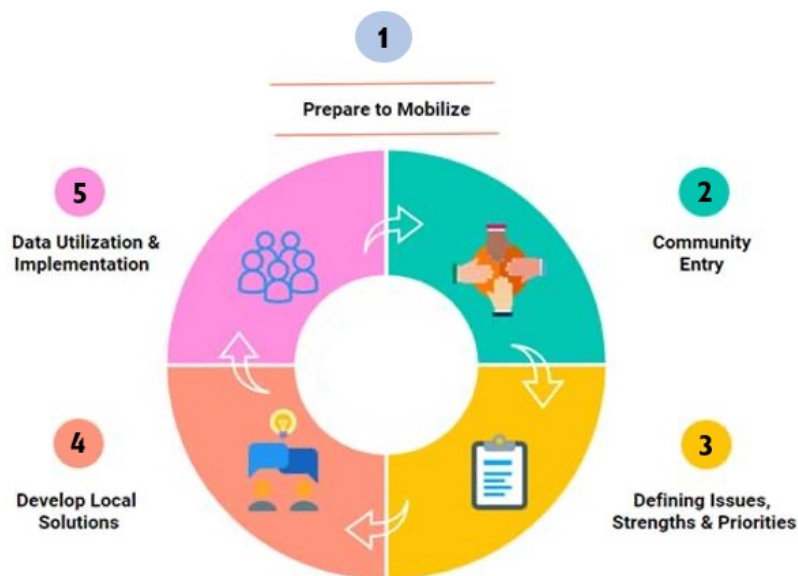 1
Prepare to Mobilize
2
Community
Entry
3
Defining Issues,
Strengths & Priorities
4
Develop Local
Solutions
5
Data Utilization &
Implementation